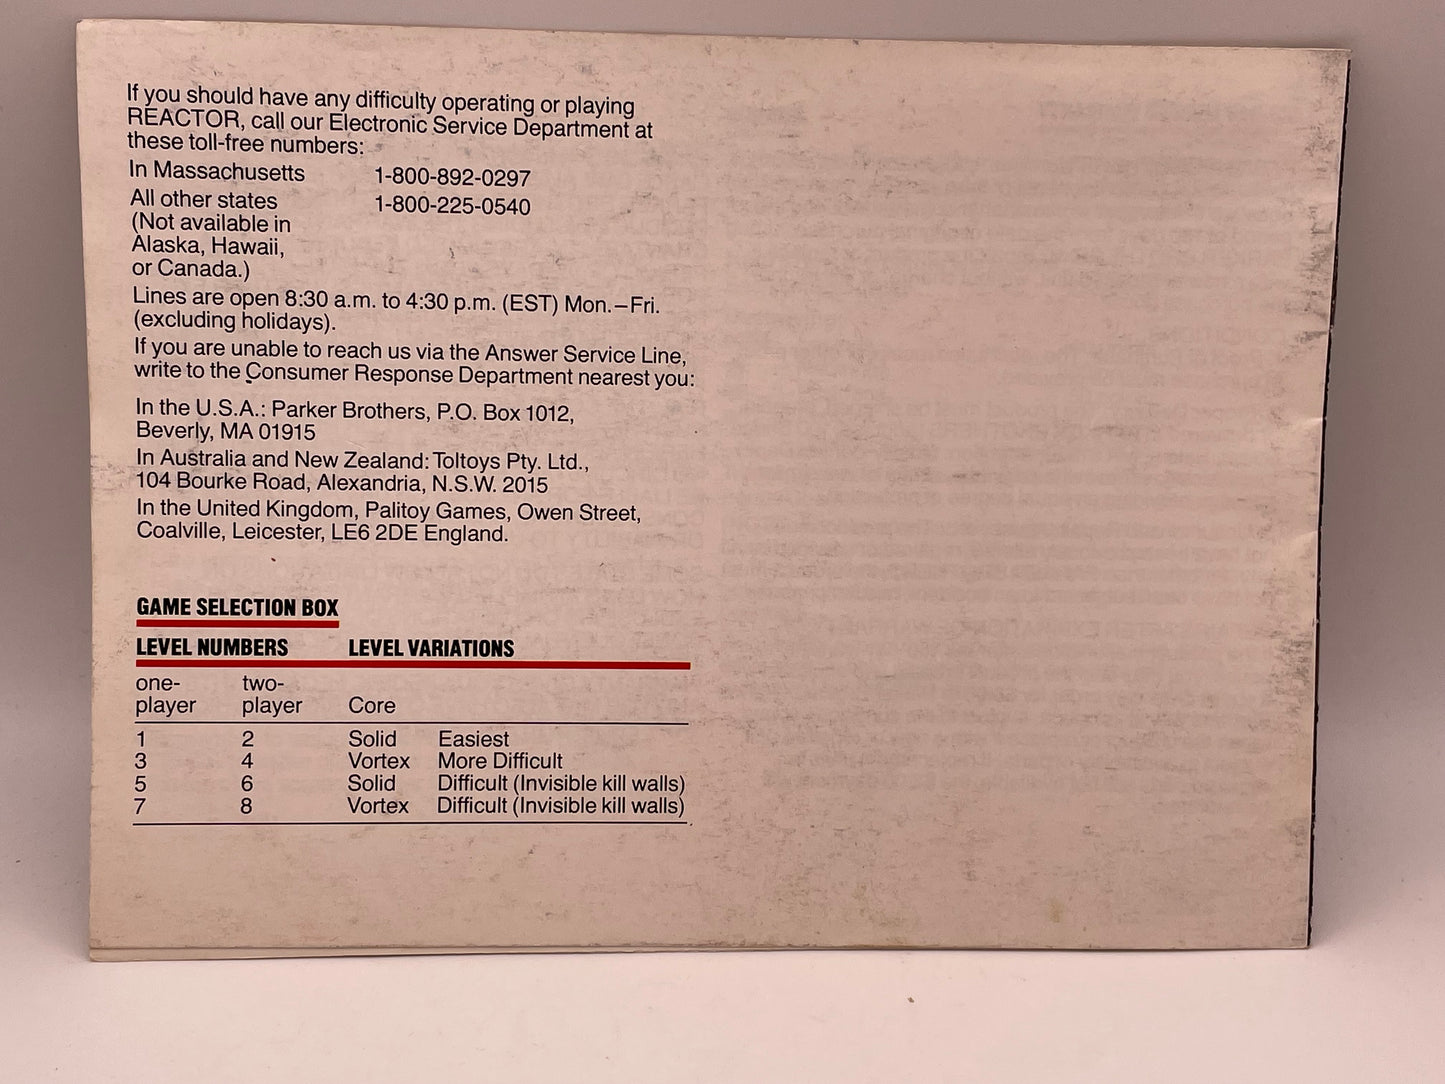 If you should have any difficulty operating or playing
REACTOR, call our Electronic Service Department at
these toll-free numbers:
In Massachusetts 1-800-892-0297
All other states 1-800-225-0540
(Not available in
Alaska, Hawaii,
or Canada.)
Lines are open 8:30 a.m. to 4:30 p.m. (EST) Mon.–Fri.
(excluding holidays).
If you are unable to reach us via the Answer Service Line,
write to the Consumer Response Department nearest you:
In the U.S.A.: Parker Brothers, P.O. Box 1012,
Beverly, MA 01915
In Australia and New Zealand: Toltoys Pty. Ltd.,
104 Bourke Road, Alexandria, N.S.W. 2015
In the United Kingdom, Palitoy Games, Owen Street,
Coalville, Leicester, LE6 2DE England.
GAME SELECTION BOX
LEVEL NUMBERS LEVEL VARIATIONS
one- two-
player player Core
1 2 Solid Easiest
3 4 Vortex More Difficult
5 6 Solid Difficult (Invisible kill walls)
7 8 Vortex Difficult (Invisible kill walls)